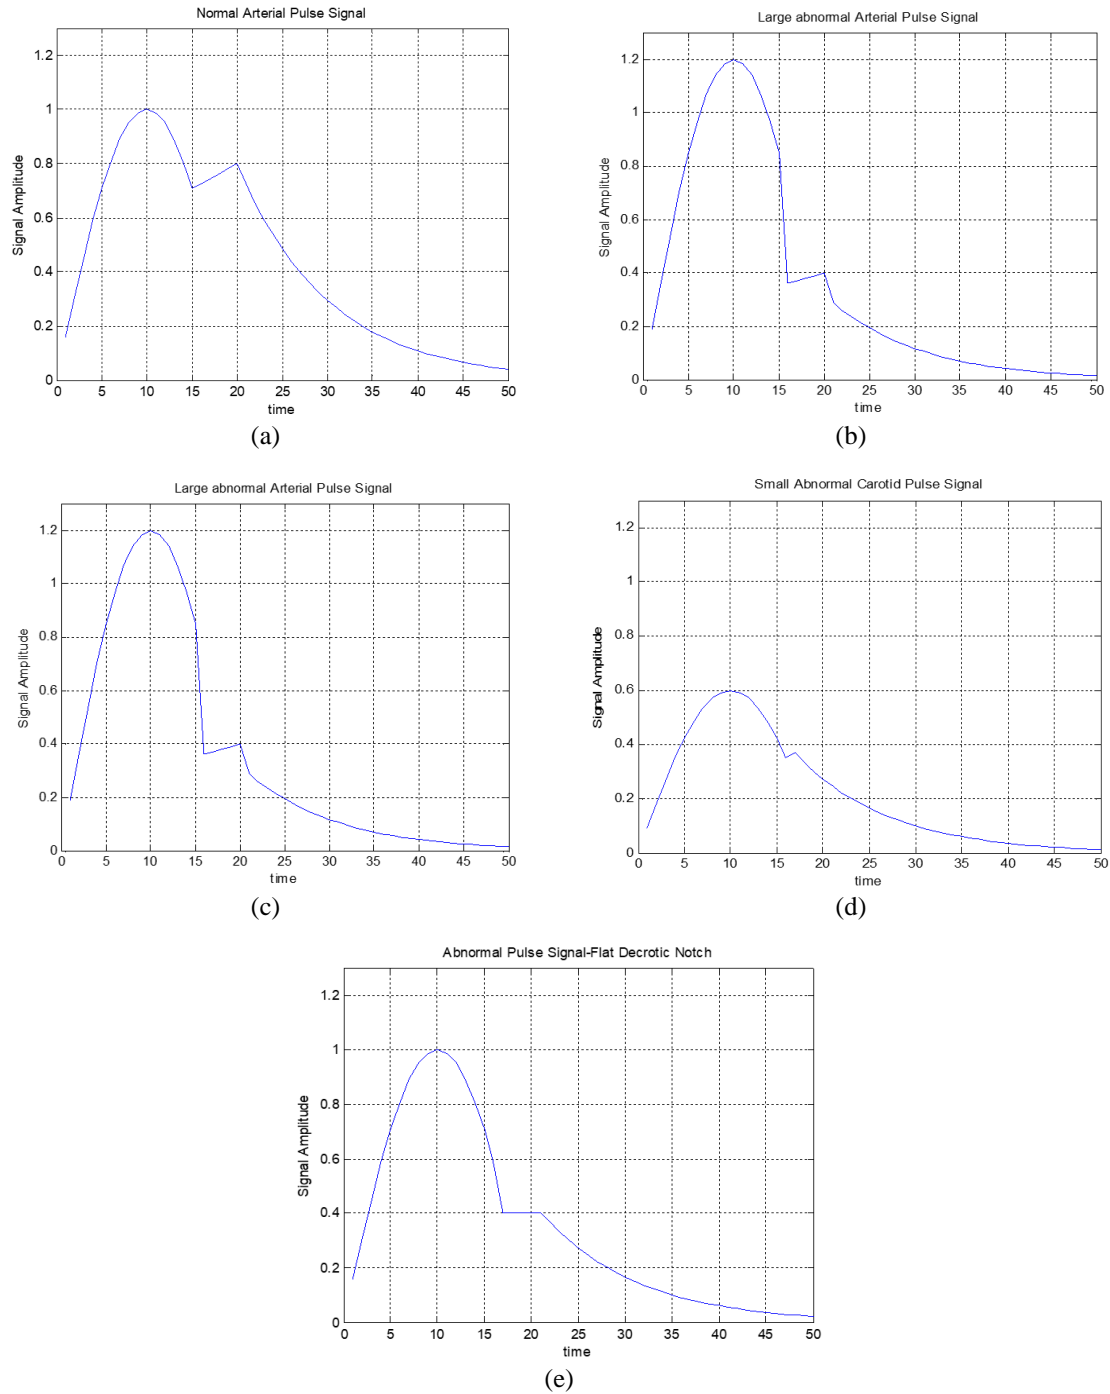 Normal Arterial Pulse Signal
1.2
1
0.8
0.6
0.4
0.2
0
Signal Amplitude
0 5 10 15 20 25 30 35 40 45 50
time
(a)
Large abnormal Arterial Pulse Signal
1.2
1
0.8
0.6
0.4
0.2
0
Signal Amplitude
0 5 10 15 20 25 30 35 40 45 50
time
(b)
Large abnormal Arterial Pulse Signal
1.2
1
0.8
0.6
0.4
0.2
0
Signal Amplitude
0 5 10 15 20 25 30 35 40 45 50
time
(c)
Small Abnormal Carotid Pulse Signal
1.2
1
0.8
0.6
0.4
0.2
0
Signal Amplitude
0 5 10 15 20 25 30 35 40 45 50
time
(d)
Abnormal Pulse Signal-Flat Decrotic Notch
1.2
1
0.8
0.6
0.4
0.2
0
Signal Amplitude
0 5 10 15 20 25 30 35 40 45 50
time
(e)